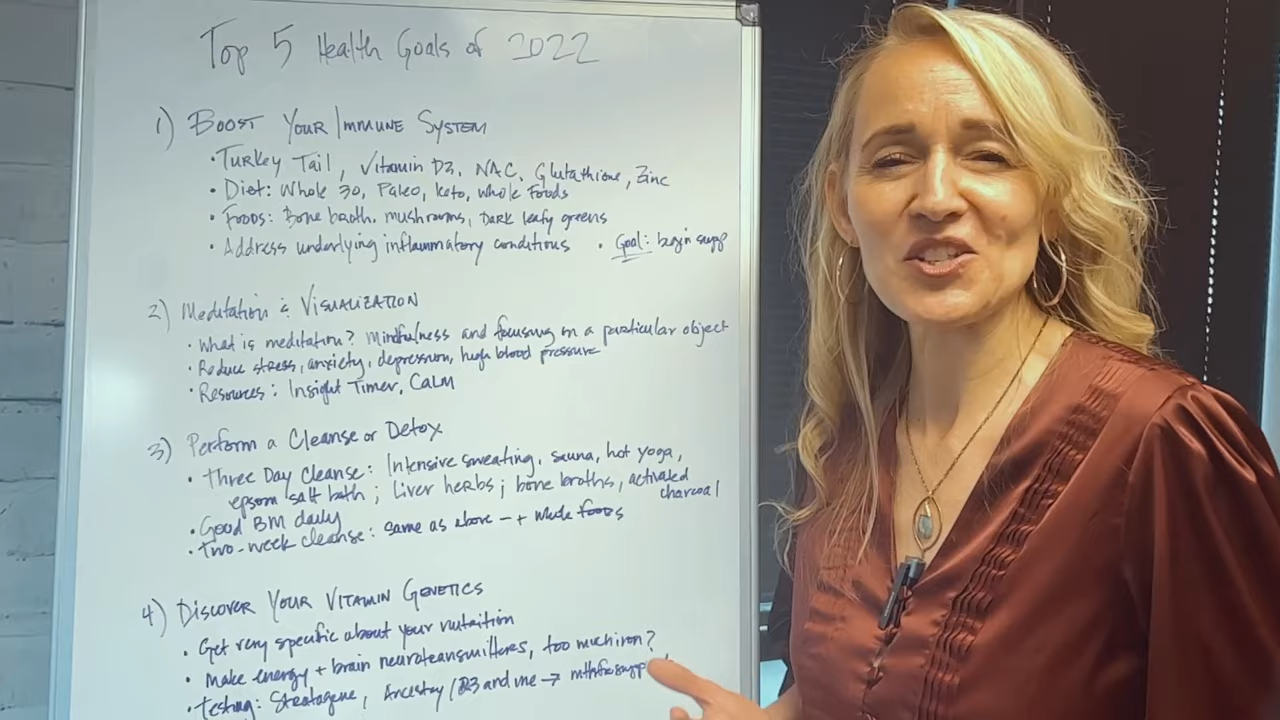 Top 5 Health Goals of 2022
1) BOOST YOUR IMMUNE SYSTEM
• Turkey Tail, Vitamin D3, NAC, Glutathione, Zinc
• Diet: Whole 30, Paleo, Keto, Whole Foods
• Foods: Bone broth, mushrooms, Dark leafy greens
• Address underlying inflammatory conditions • Goal: begin supp
2) Meditation & VISUALIZATION
• What is meditation? Mindfulness and focusing on a particular object
• Reduce stress, anxiety, depression, high blood pressure
• Resources: Insight Timer, CALM
3) Perform a Cleanse or Detox
• Three Day cleanse: Intensive sweating, sauna, hot yoga,
epsom salt bath; Liver herbs; bone broths, activated
charcoal
• Good BM daily
• Two-week cleanse: same as above - + whole foods
4) DISCOVER YOUR VITAMIN GENETICS
• Get very specific about your nutrition
• Make energy + brain neurotransmitters, too much iron?
• Testing: Stratagene, Ancestry / 23 and me → mthfrsupp